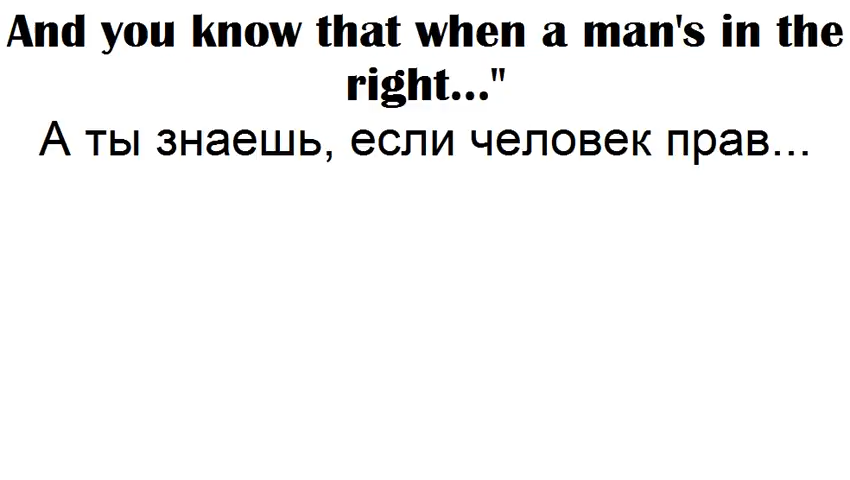 And you know that when a man's in the
right..."
А ты знаешь, если человек прав...